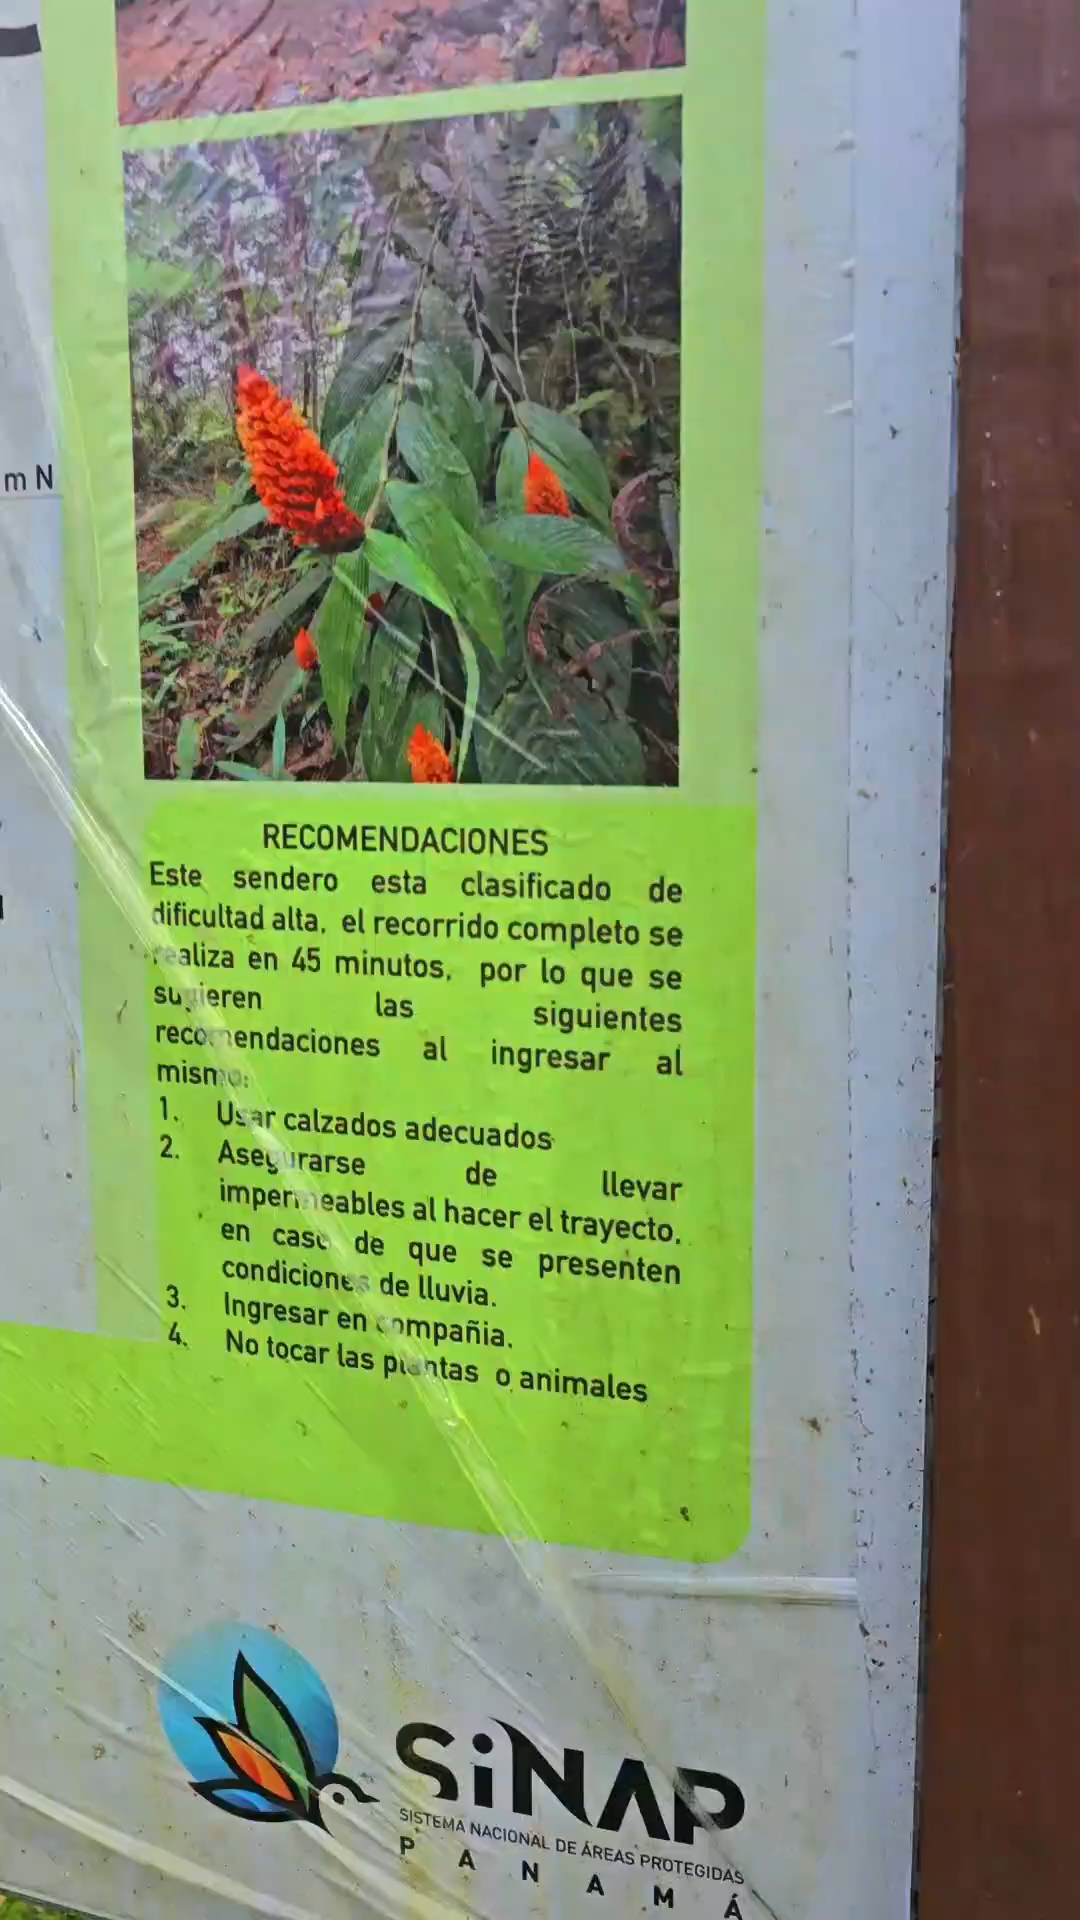 m N
RECOMENDACIONES
Este sendero esta clasificado de
dificultad alta, el recorrido completo se
realiza en 45 minutos, por lo que se
sugieren las siguientes
recomendaciones al ingresar al
mismo:
1. Usar calzados adecuados
2. Asegurarse de llevar
impermeables al hacer el trayecto,
en caso de que se presenten
condiciones de lluvia.
3. Ingresar en compañia.
4. No tocar las plantas o animales
SiNAP
SISTEMA NACIONAL DE ÁREAS PROTEGIDAS
PANAMÁ